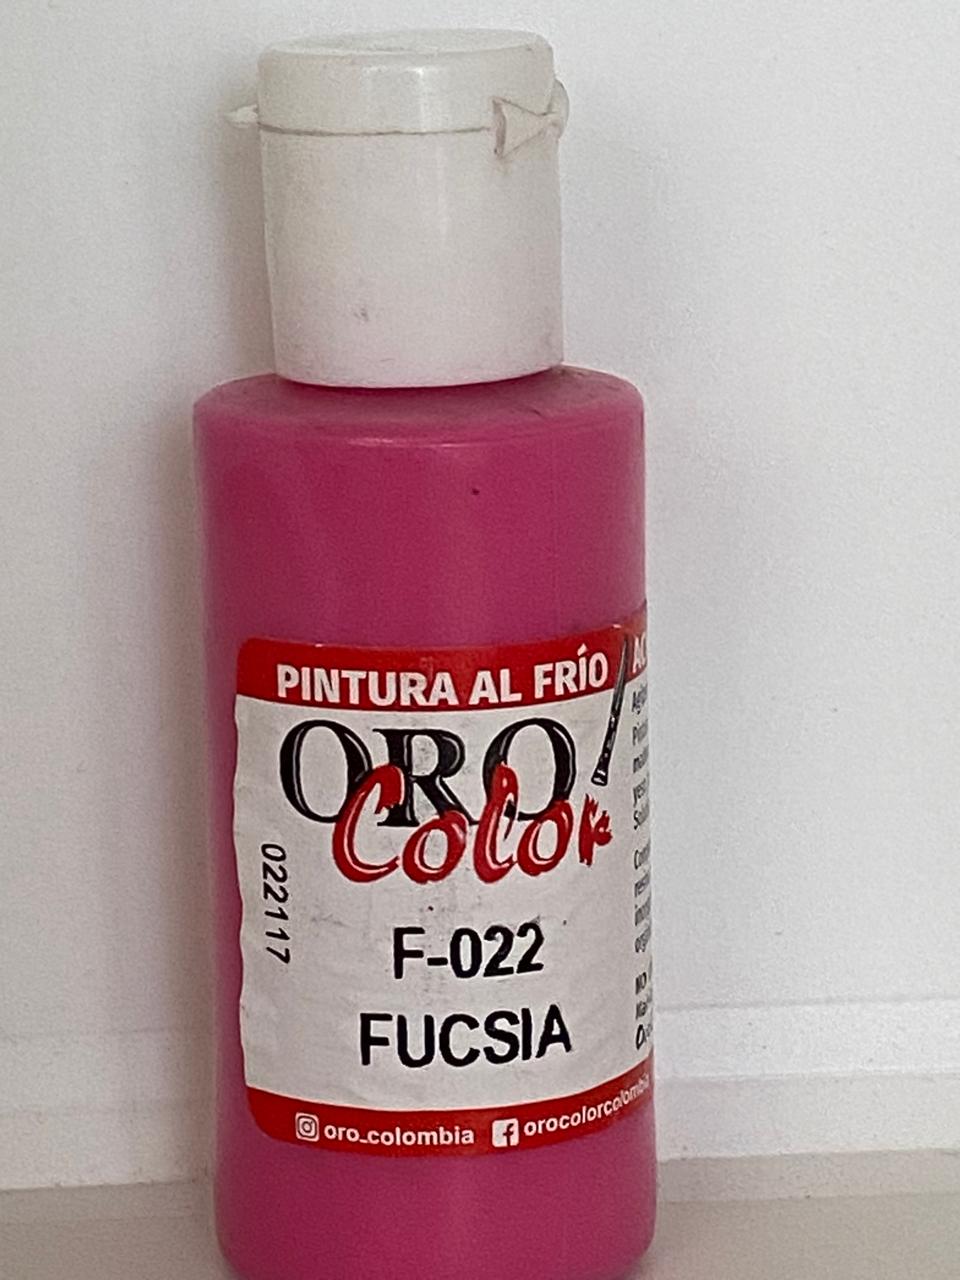 PINTURA AL FRÍO
ORO
Color
022117
F-022
FUCSIA
oro_colombia
orocolorcolombia